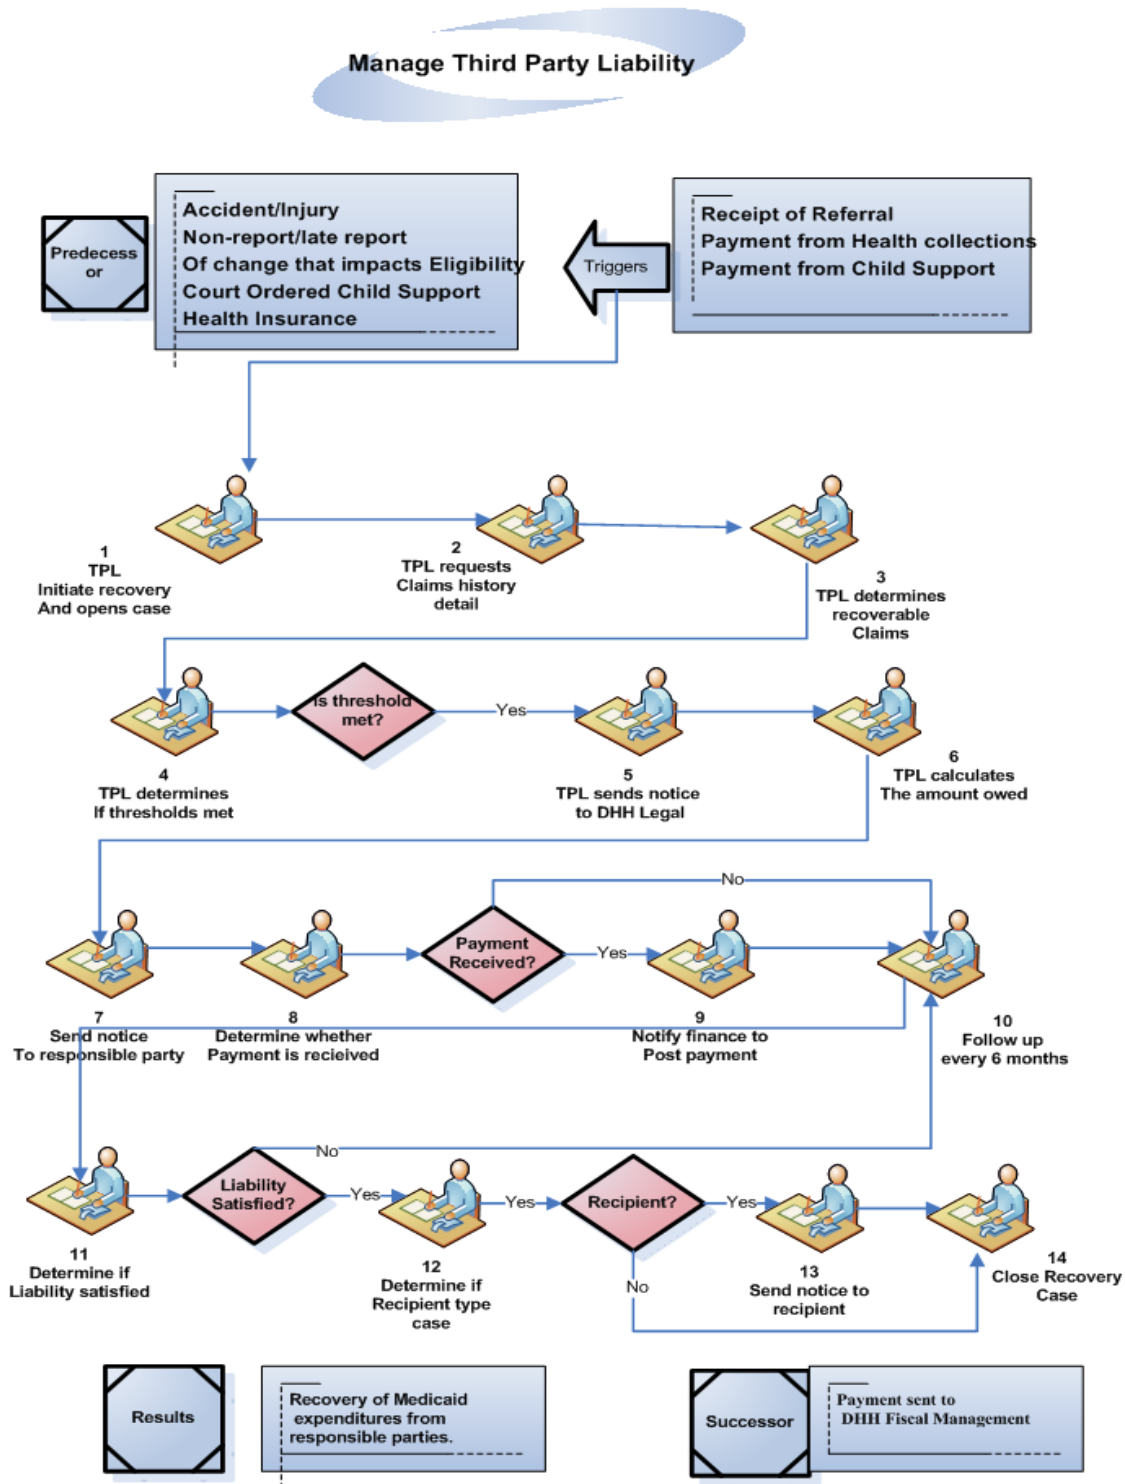 Manage Third Party Liability
Predecess
or
Accident/Injury
Non-report/late report
Of change that impacts Eligibility
Court Ordered Child Support
Health Insurance
Triggers
Receipt of Referral
Payment from Health collections
Payment from Child Support
1
TPL
Initiate recovery
And opens case
2
TPL requests
Claims history
detail
3
TPL determines
recoverable
Claims
4
TPL determines
If thresholds met
Is threshold
met?
Yes
5
TPL sends notice
to DHH Legal
6
TPL calculates
The amount owed
7
Send notice
To responsible party
8
Determine whether
Payment is recieived
Payment
Received?
No
Yes
9
Notify finance to
Post payment
10
Follow up
every 6 months
11
Determine if
Liability satisfied
Liability
Satisfied?
No
Yes
12
Determine if
Recipient type
case
Yes
Recipient?
Yes
No
13
Send notice to
recipient
14
Close Recovery
Case
Results
Recovery of Medicaid
expenditures from
responsible parties.
Successor
Payment sent to
DHH Fiscal Management